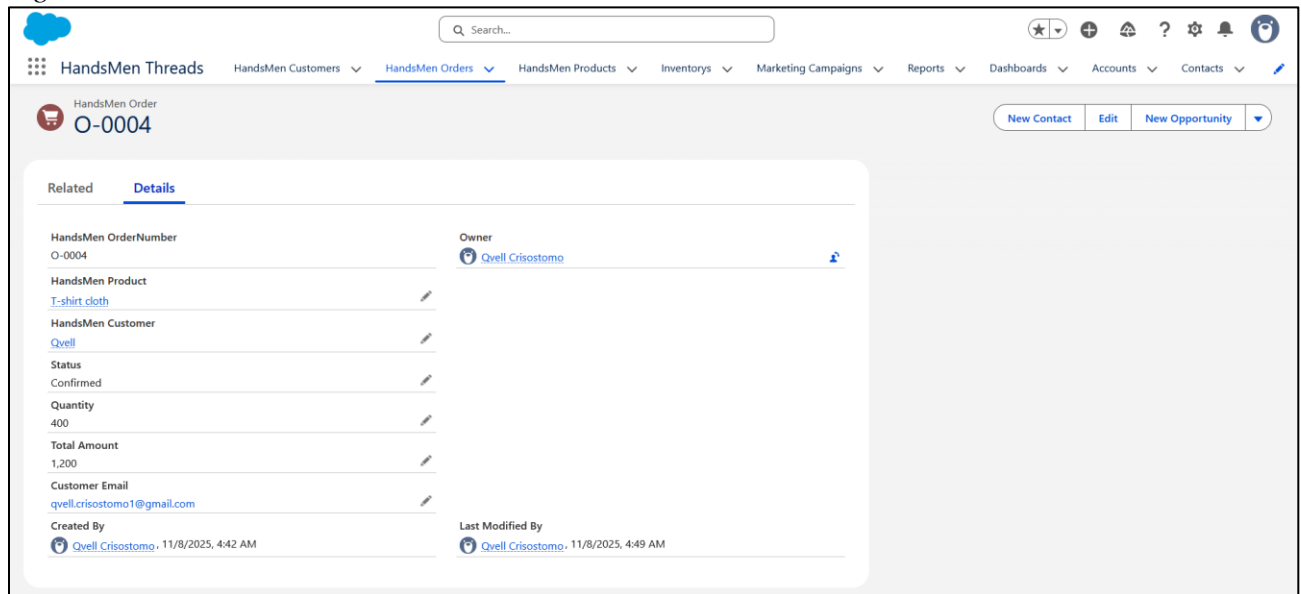 Search...
HandsMen Threads HandsMen Customers HandsMen Orders HandsMen Products Inventorys Marketing Campaigns Reports Dashboards Accounts Contacts
HandsMen Order
O-0004
New Contact Edit New Opportunity
Related Details
HandsMen OrderNumber
O-0004
Owner
Qvell Crisostomo
HandsMen Product
T-shirt cloth
HandsMen Customer
Qvell
Status
Confirmed
Quantity
400
Total Amount
1,200
Customer Email
qvell.crisostomo1@gmail.com
Created By
Qvell Crisostomo, 11/8/2025, 4:42 AM
Last Modified By
Qvell Crisostomo, 11/8/2025, 4:49 AM